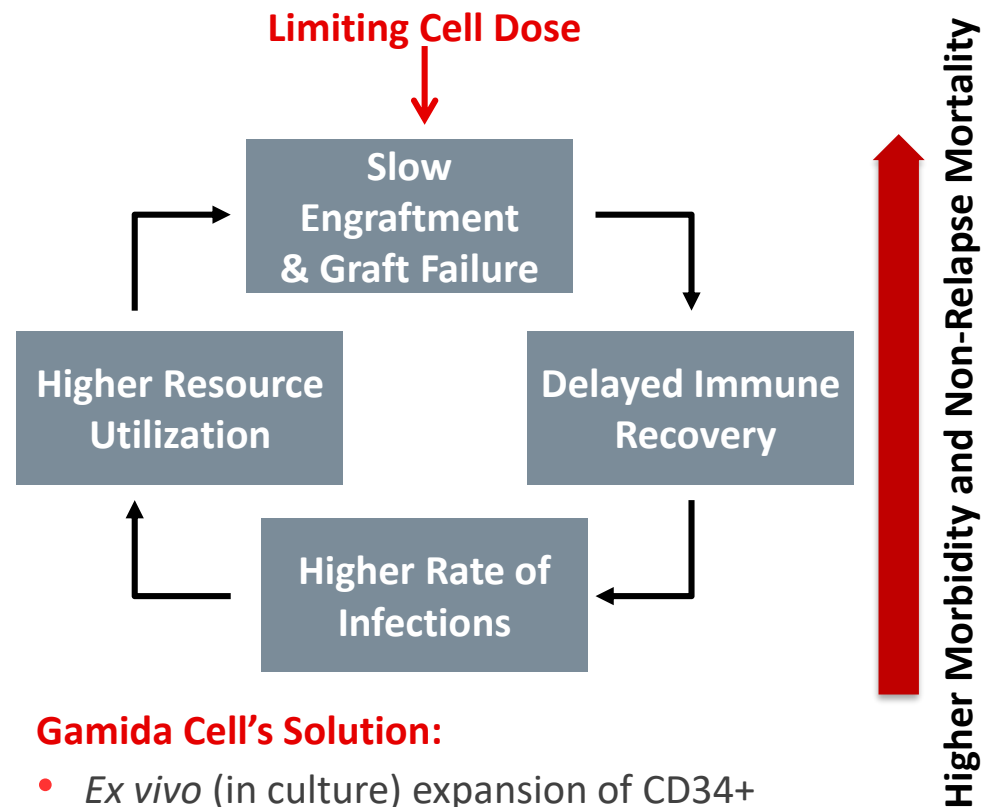 Limiting Cell Dose
Slow
Engraftment
& Graft Failure
Higher Resource
Utilization
Delayed Immune
Recovery
Higher Rate of
Infections
Higher Morbidity and Non-Relapse Mortality
Gamida Cell’s Solution:
• Ex vivo (in culture) expansion of CD34+